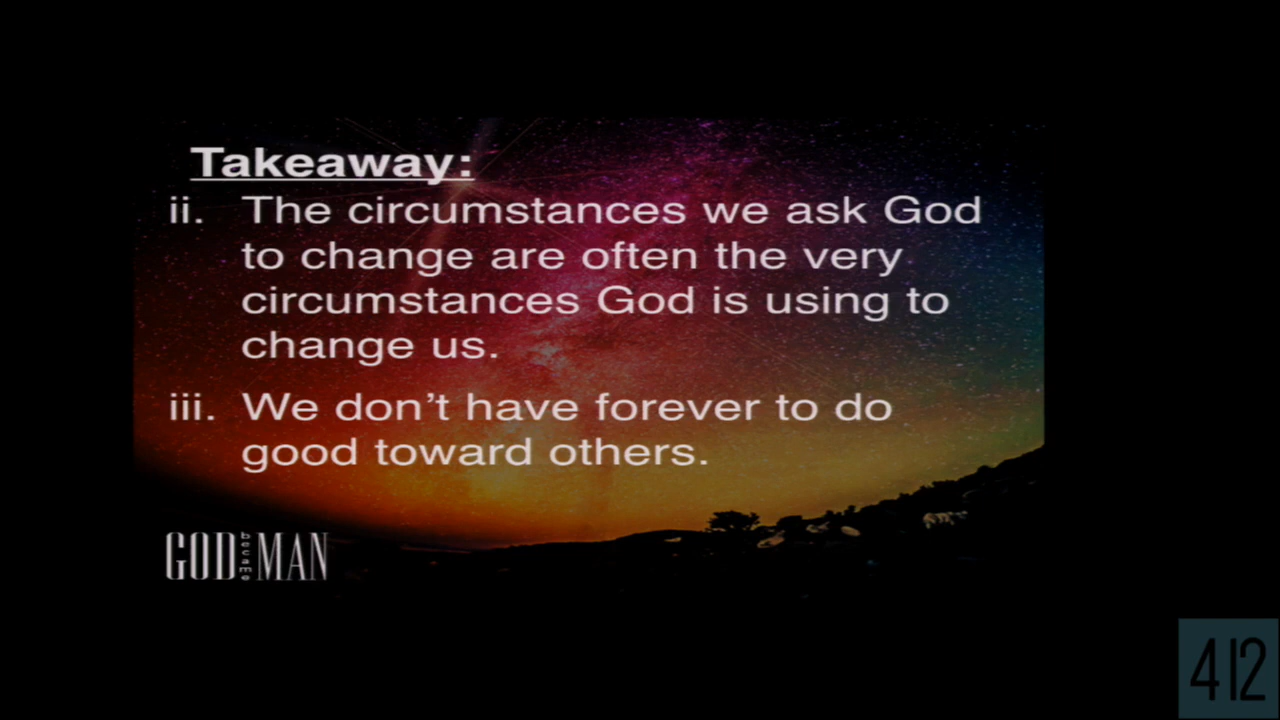 Takeaway:
ii. The circumstances we ask God
to change are often the very
circumstances God is using to
change us.
iii. We don’t have forever to do
good toward others.
GOD became MAN
412